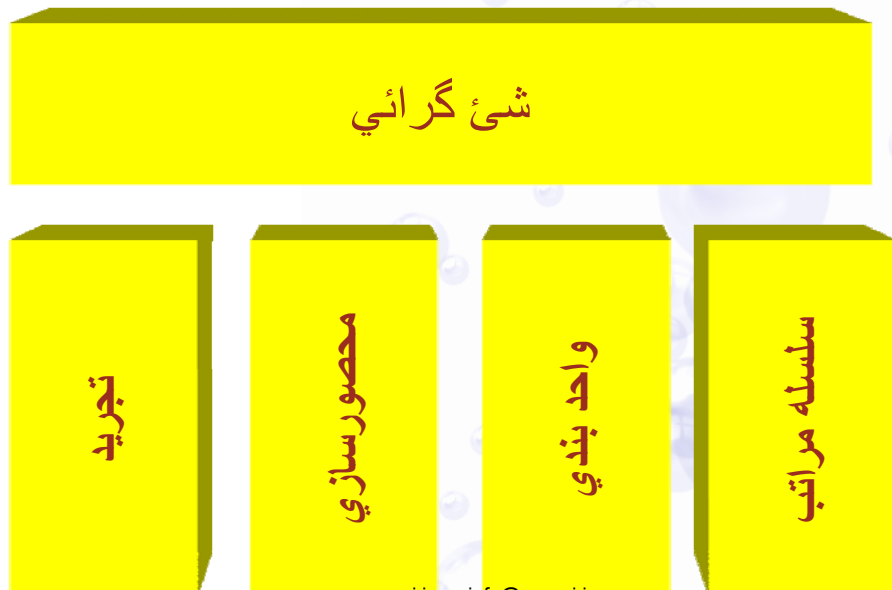 شئ گرائي
سلسله مراتب
واحد بندي
محصورسازي
تجريد